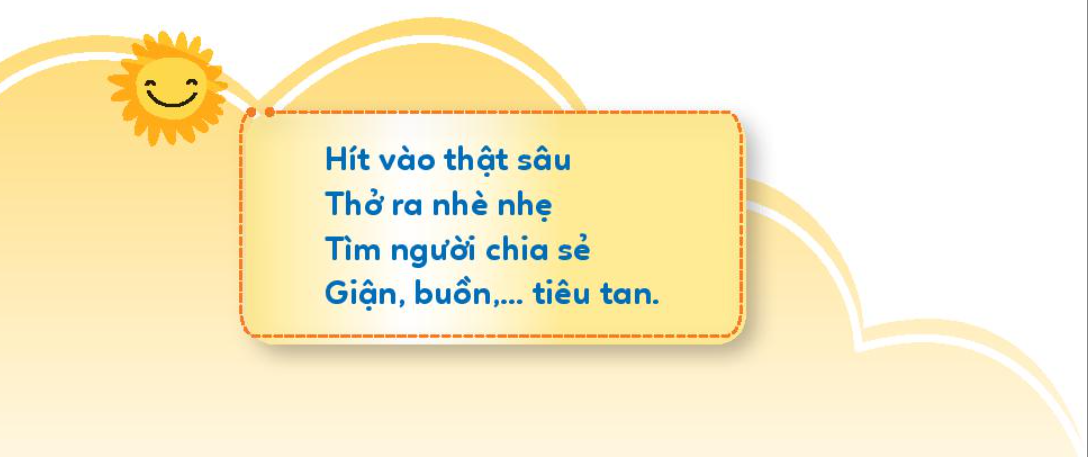 Hít vào thật sâu
Thở ra nhè nhẹ
Tìm người chia sẻ
Giận, buồn,... tiêu tan.